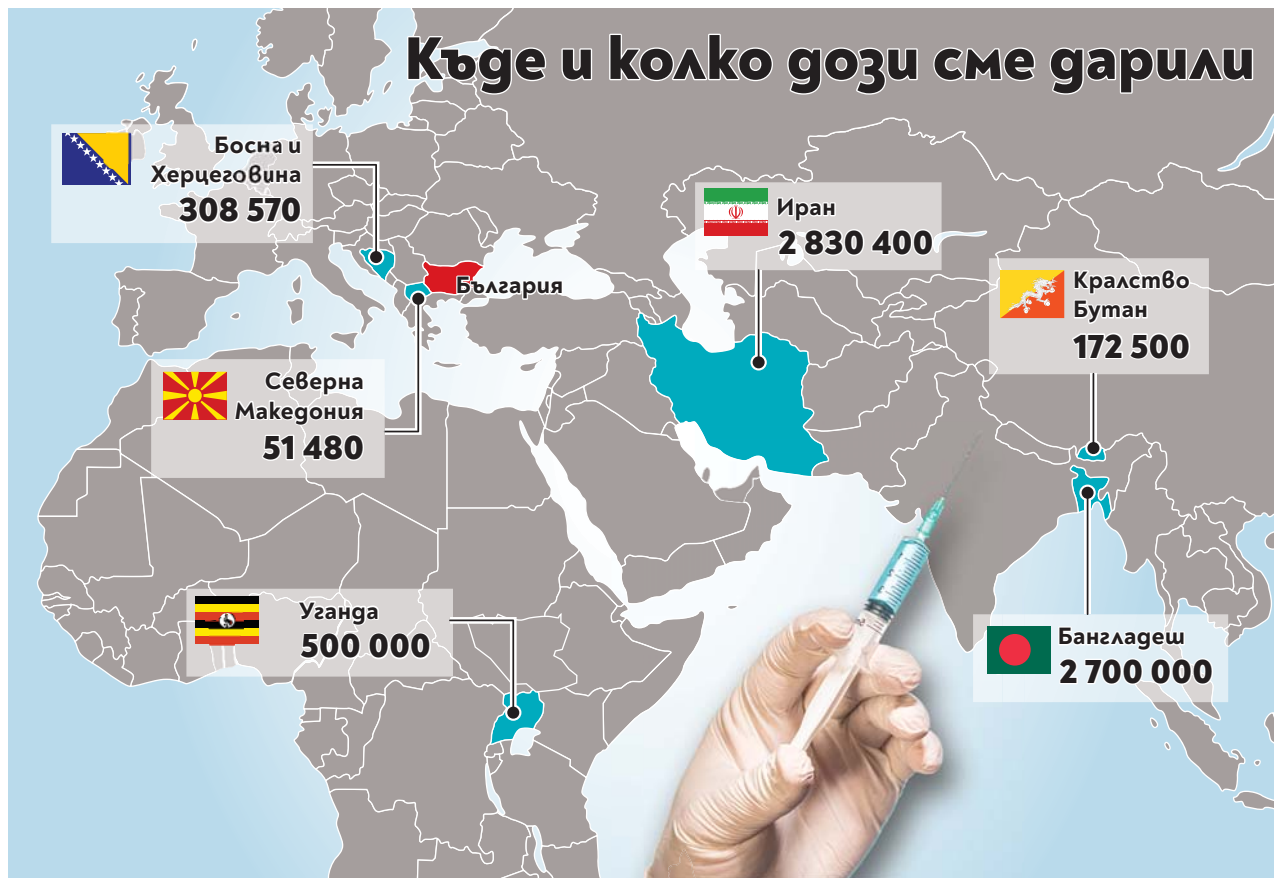 Къде и колко дози сме дарили
Босна и
Херцеговина
308 570
Иран
2 830 400
Кралство
Бутан
172 500
България
Северна
Македония
51 480
Уганда
500 000
Бангладеш
2 700 000